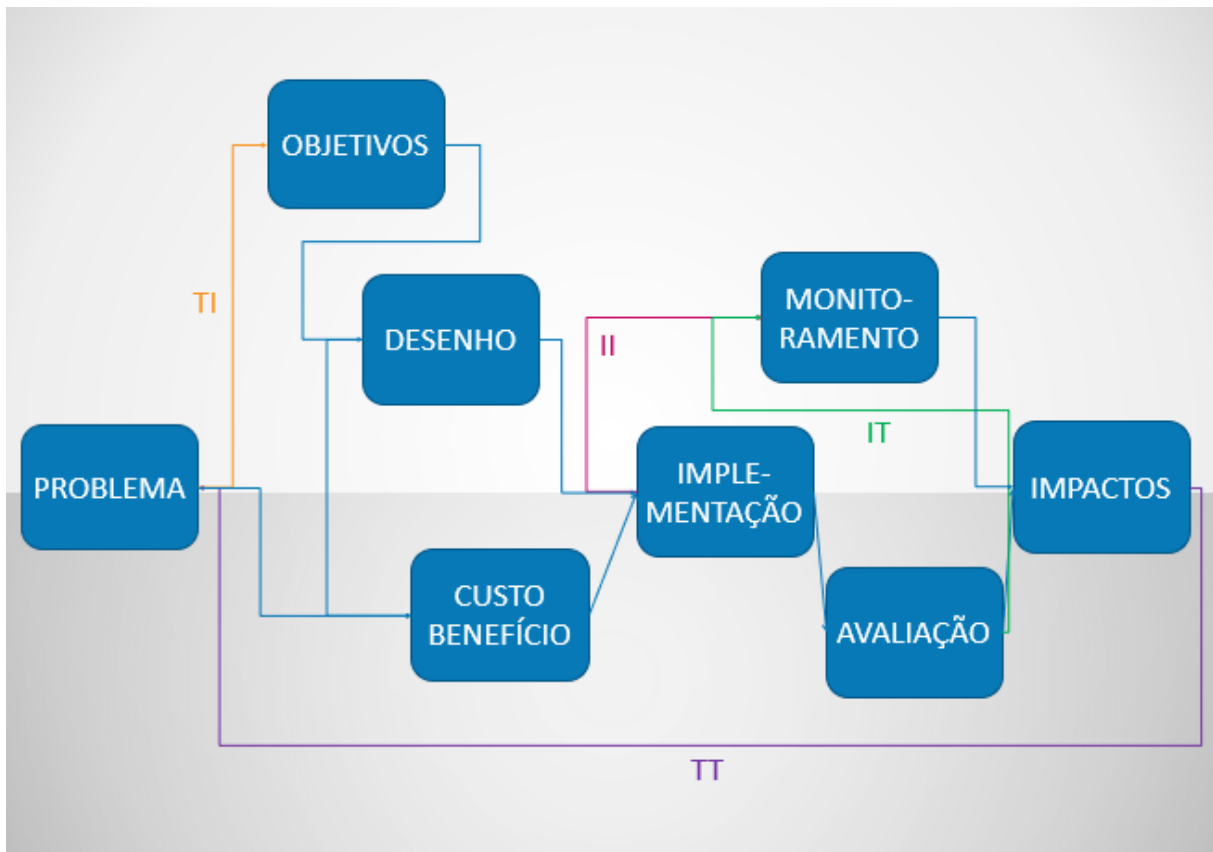 OBJETIVOS
TI
DESENHO
II
MONITO-
RAMENTO
IT
PROBLEMA
IMPLE-
MENTAÇÃO
IMPACTOS
CUSTO
BENEFÍCIO
AVALIAÇÃO
TT